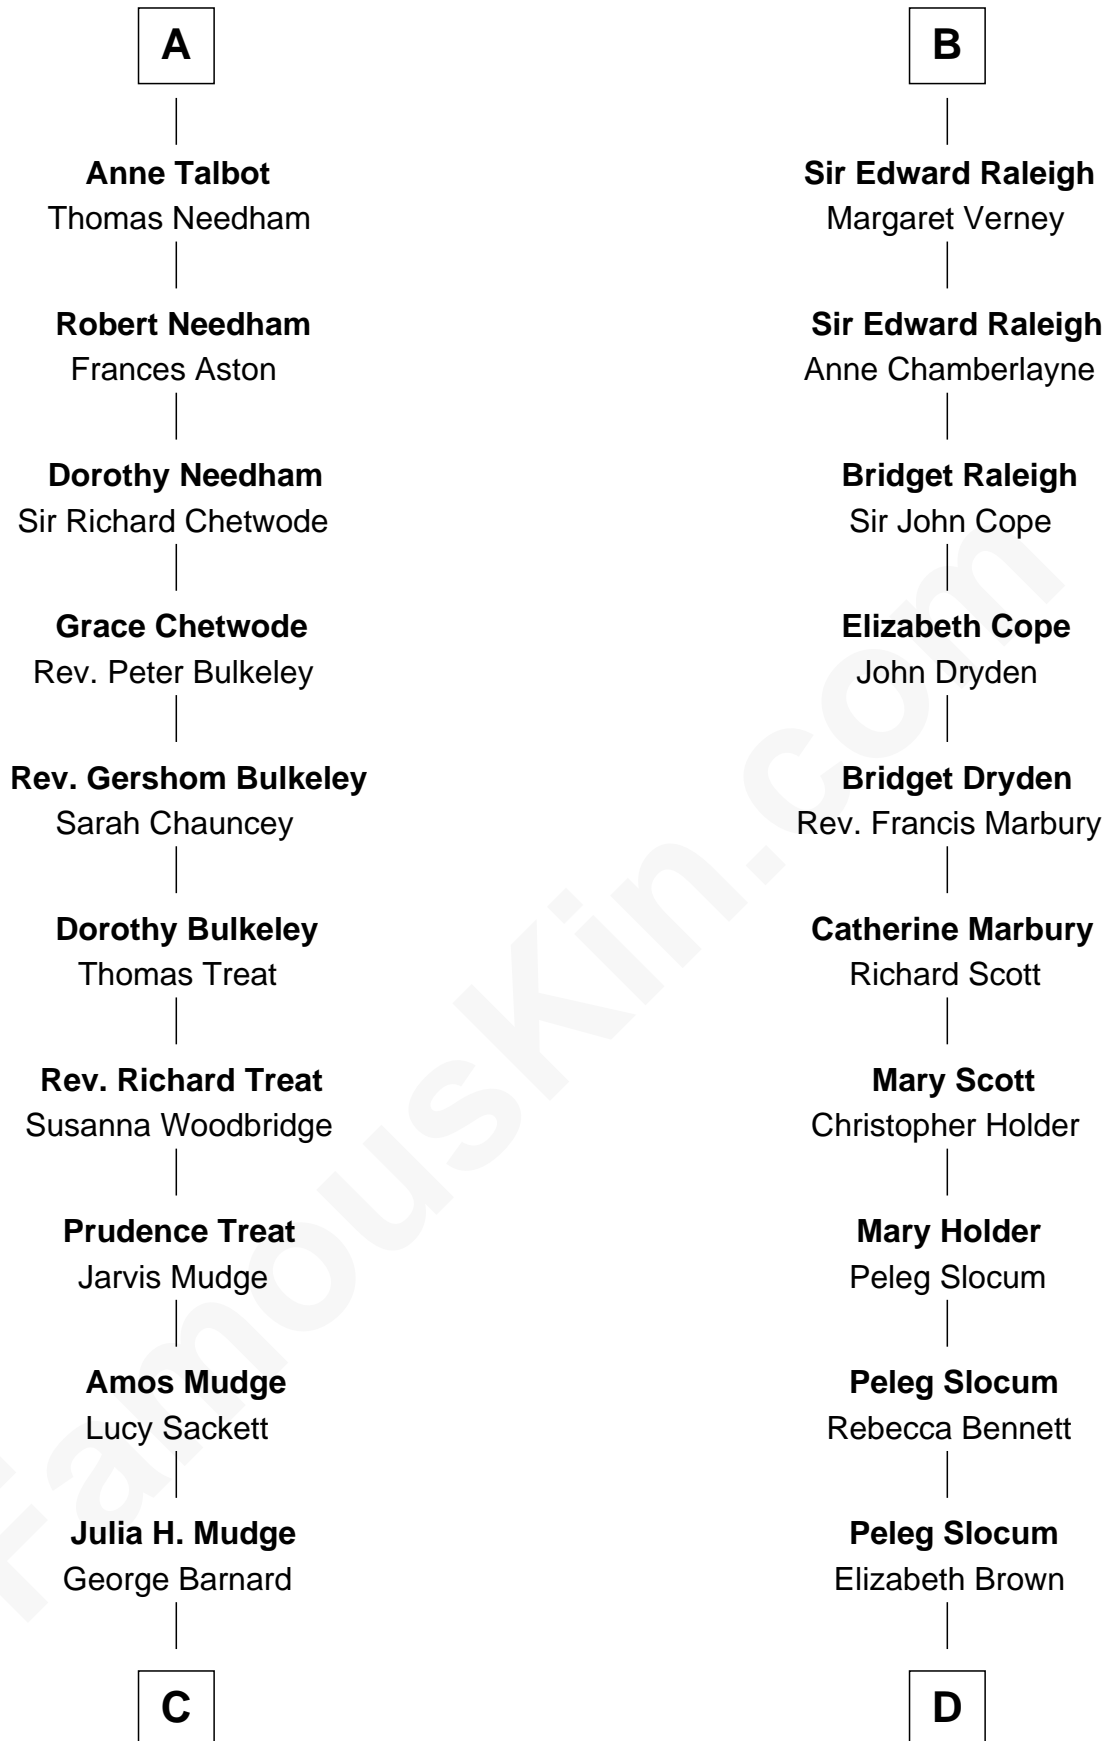 A
Anne Talbot
Thomas Needham
Robert Needham
Frances Aston
Dorothy Needham
Sir Richard Chetwode
Grace Chetwode
Rev. Peter Bulkeley
Rev. Gershom Bulkeley
Sarah Chauncey
Dorothy Bulkeley
Thomas Treat
Rev. Richard Treat
Susanna Woodbridge
Prudence Treat
Jarvis Mudge
Amos Mudge
Lucy Sackett
Julia H. Mudge
George Barnard
C
B
Sir Edward Raleigh
Margaret Verney
Sir Edward Raleigh
Anne Chamberlayne
Bridget Raleigh
Sir John Cope
Elizabeth Cope
John Dryden
Bridget Dryden
Rev. Francis Marbury
Catherine Marbury
Richard Scott
Mary Scott
Christopher Holder
Mary Holder
Peleg Slocum
Peleg Slocum
Rebecca Bennett
Peleg Slocum
Elizabeth Brown
D
FamousKin.com